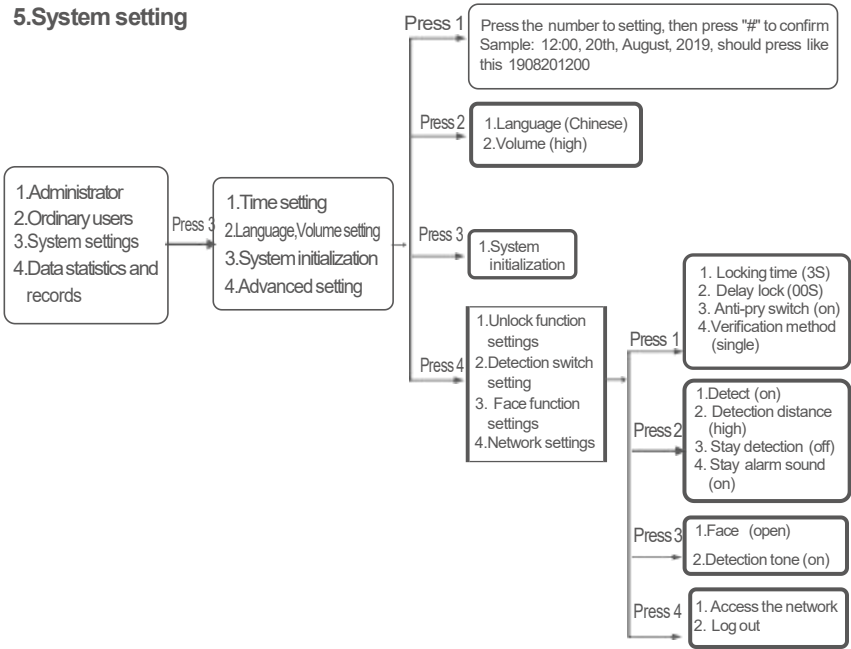 5.System setting
Press 1
Press the number to setting, then press "#" to confirm
Sample: 12:00, 20th, August, 2019, should press like
this 1908201200
Press 2
1.Language (Chinese)
2.Volume (high)
1.Administrator
2.Ordinary users
3.System settings
4.Data statistics and
records
Press 3
1.Time setting
2.Language,Volume setting
3.System initialization
4.Advanced setting
Press 3
1.System
initialization
Press 4
1.Unlock function
settings
2.Detection switch
setting
3. Face function
settings
4.Network settings
Press 1
1. Locking time (3S)
2. Delay lock (00S)
3. Anti-pry switch (on)
4.Verification method
(single)
Press 2
1.Detect (on)
2. Detection distance
(high)
3. Stay detection (off)
4. Stay alarm sound
(on)
Press 3
1.Face (open)
2.Detection tone (on)
Press 4
1. Access the network
2. Log out